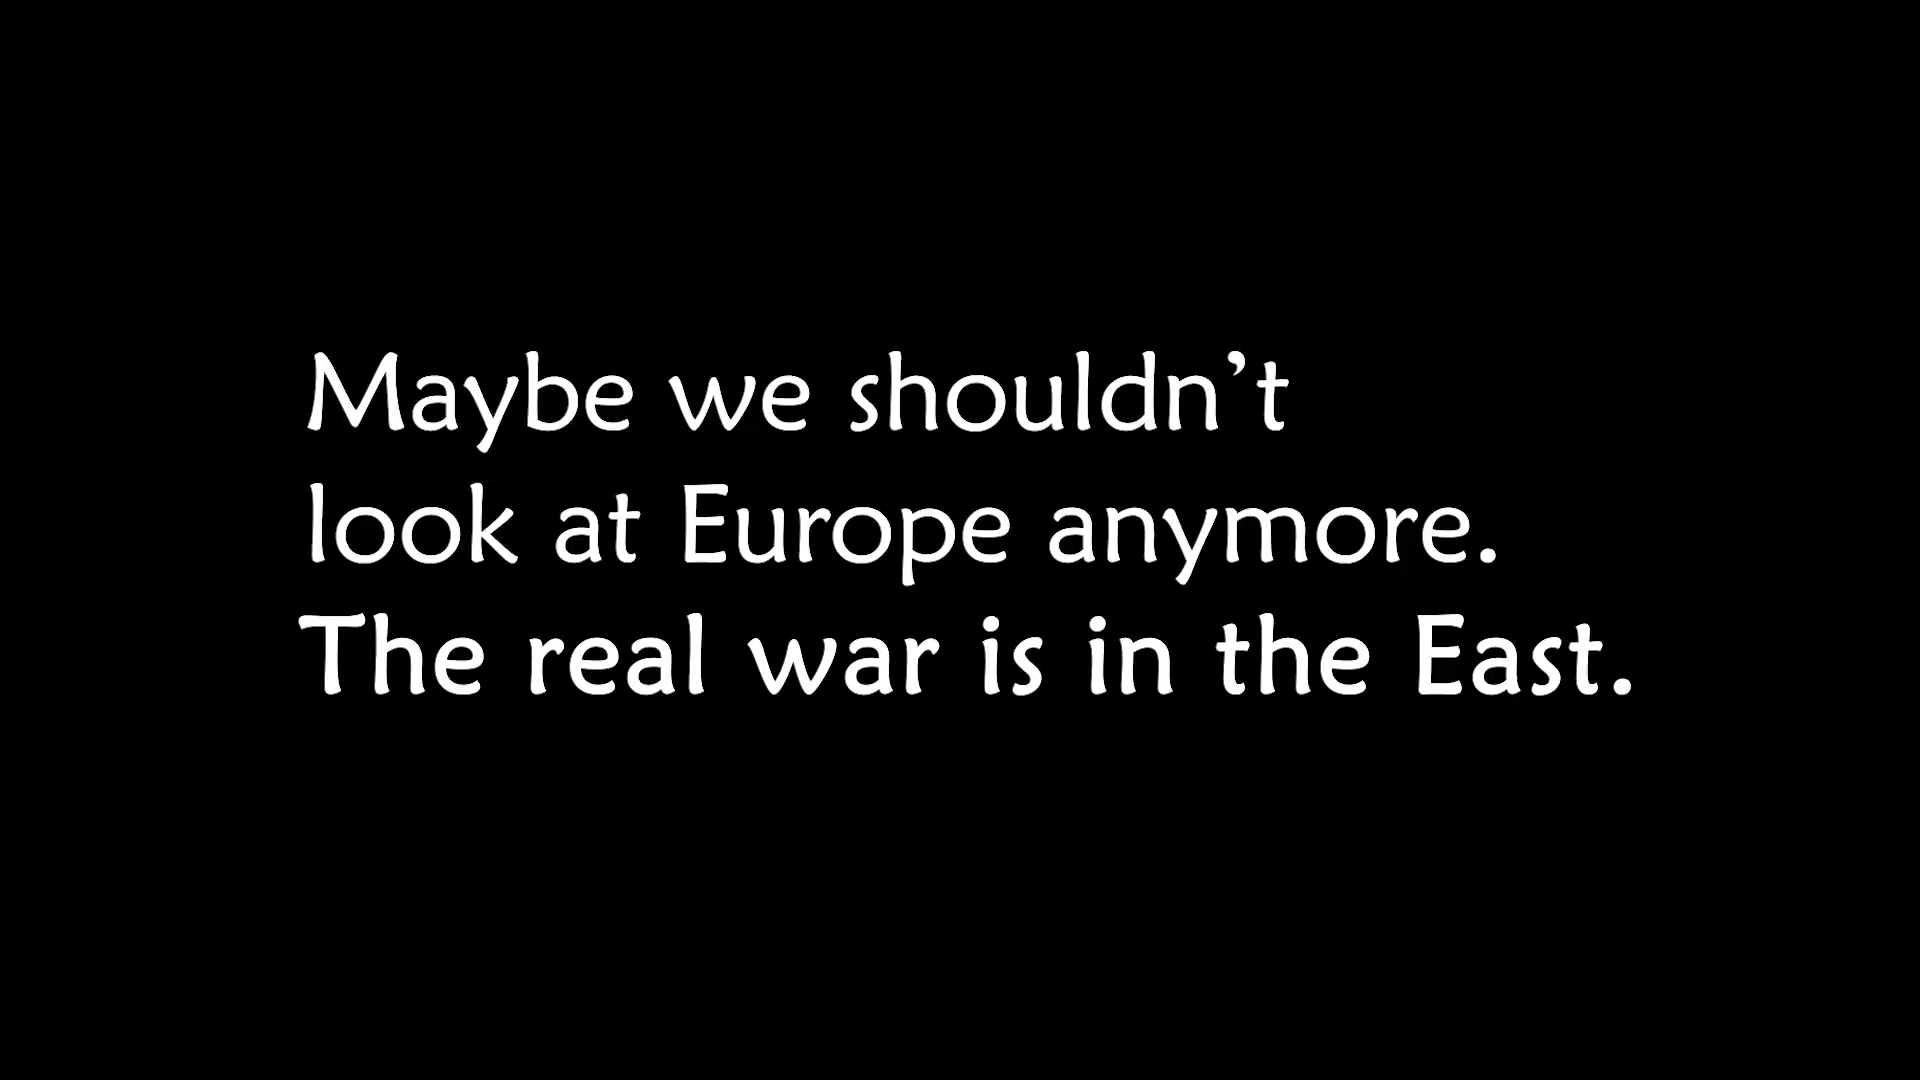 Maybe we shouldn’t
look at Europe anymore.
The real war is in the East.